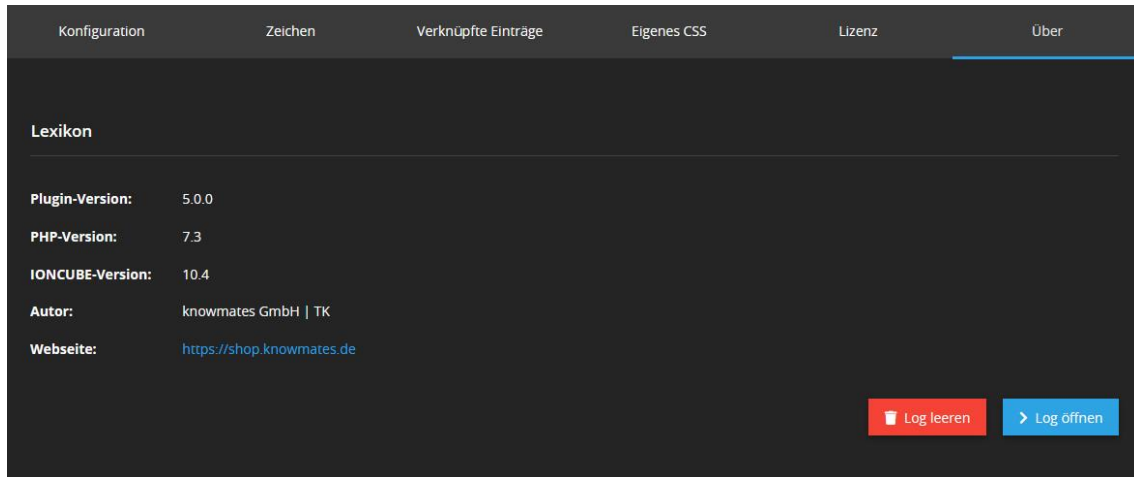 Konfiguration Zeichen Verknüpfte Einträge Eigenes CSS Lizenz Über
Lexikon
Plugin-Version: 5.0.0
PHP-Version: 7.3
IONCUBE-Version: 10.4
Autor: knowmates GmbH | TK
Webseite: https://shop.knowmates.de
Log leeren Log öffnen